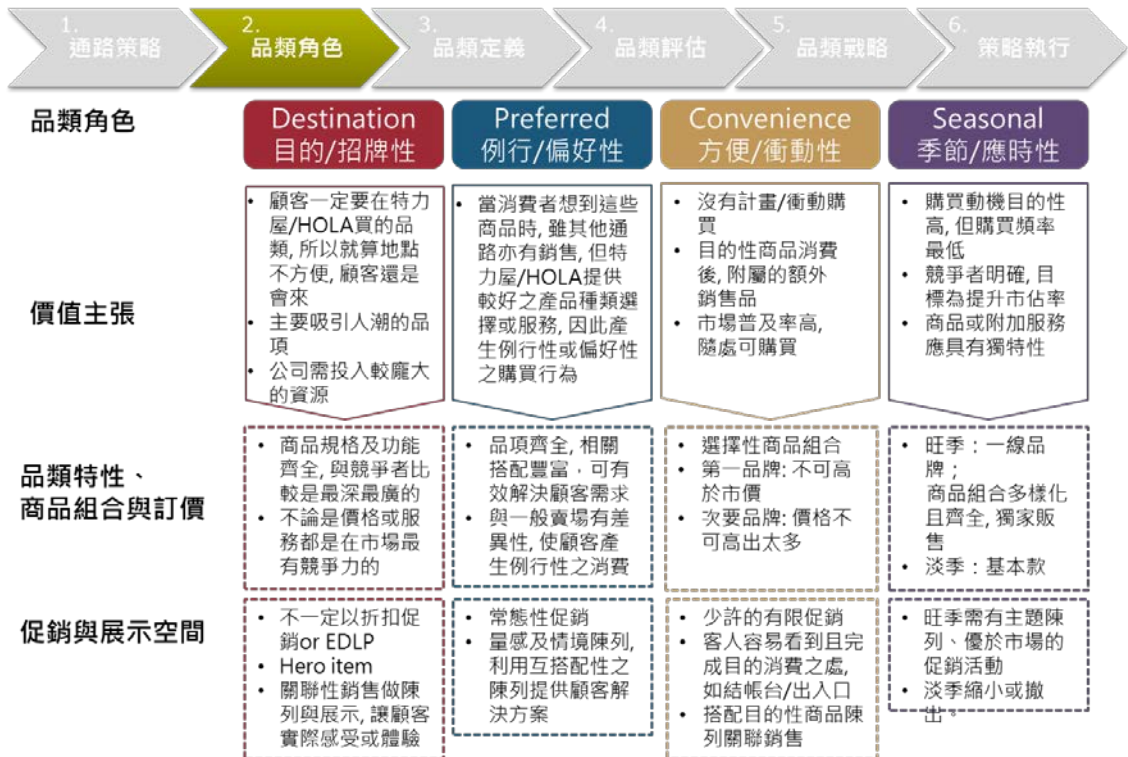 1.
通路策略
2.
品類角色
3.
品類定義
4.
品類評估
5.
品類戰略
6.
策略執行
品類角色
Destination
目的/招牌性
Preferred
例行/偏好性
Convenience
方便/衝動性
Seasonal
季節/應時性
價值主張
• 顧客一定要在特力
屋/HOLA買的品
類, 所以就算地點
不方便, 顧客還是
會來
• 主要吸引人潮的品
項
• 公司需投入較龐大
的資源
• 當消費者想到這些
商品時, 雖其他通
路亦有銷售, 但特
力屋/HOLA提供
較好之產品種類選
擇或服務, 因此產
生例行性或偏好性
之購買行為
• 沒有計畫/衝動購
買
• 目的性商品消費
後, 附屬的額外
銷售品
• 市場普及率高,
隨處可購買
• 購買動機目的性
高, 但購買頻率
最低
• 競爭者明確, 目
標為提升市佔率
• 商品或附加服務
應具有獨特性
品類特性、
商品組合與訂價
• 商品規格及功能
齊全, 與競爭者比
較是最深最廣的
• 不論是價格或服
務都是在市場最
有競爭力的
• 品項齊全, 相關
搭配豐富，可有
效解決顧客需求
• 與一般賣場有差
異性, 使顧客產
生例行性之消費
• 選擇性商品組合
• 第一品牌: 不可高
於市價
• 次要品牌: 價格不
可高出太多
• 旺季：一線品
牌；
商品組合多樣化
且齊全, 獨家販
售
• 淡季：基本款
促銷與展示空間
• 不一定以折扣促
銷or EDLP
• Hero item
• 關聯性銷售做陳
列與展示, 讓顧客
實際感受或體驗
• 常態性促銷
• 量感及情境陳列,
利用互搭配性之
陳列提供顧客解
決方案
• 少許的有限促銷
• 客人容易看到且完
成目的消費之處,
如結帳台/出入口
• 搭配目的性商品陳
列關聯銷售
• 旺季需有主題陳
列、優於市場的
促銷活動
• 淡季縮小或撤
出。